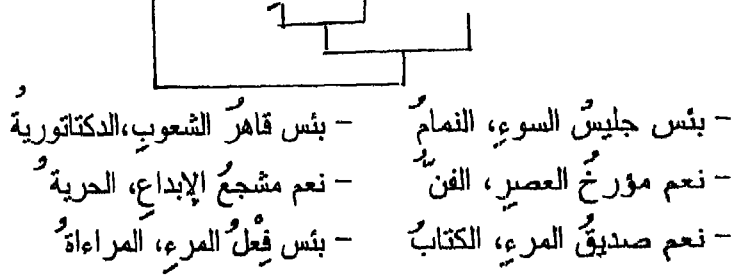 - بئس جليسُ السوءِ، النمامُ - بئس قاهرُ الشعوبِ،الدكتاتوريةُ
- نعم مؤرخُ العصرِ، الفنُّ - نعم مشجعُ الإبداعِ، الحريةُ
- نعم صديقُ المرءِ، الكتابُ - بئس فِعْلُ المرءِ، المراءاةُ